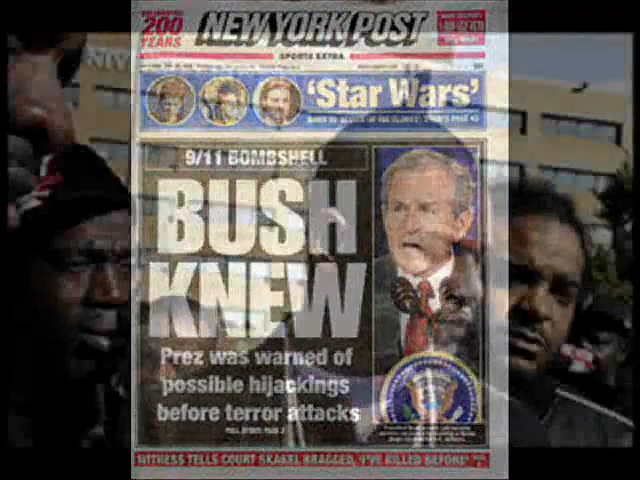 200
YEARS
NEW YORK POST
SPORTS EXTRA
'Star Wars'
9/11 BOMBSHELL
BUSH
KNEW
Prez was warned of
possible hijackings
before terror attacks
WITNESS TELLS COURT SKAKEL BRAGGED, 'I'VE KILLED BEFORE'